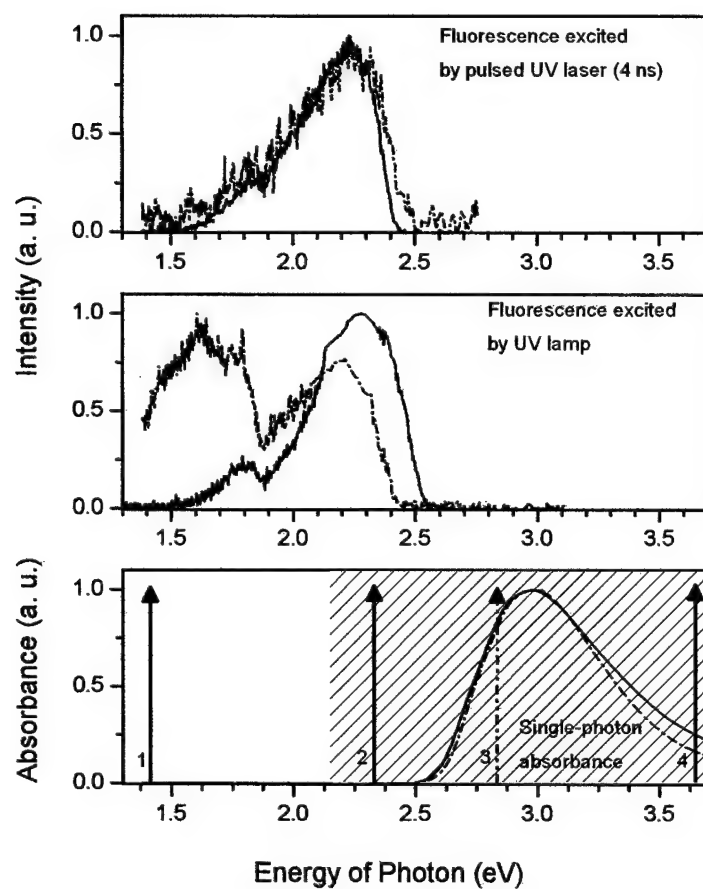 Fluorescence excited
by pulsed UV laser (4 ns)
1.0
0.5
0.0
1.5 2.0 2.5 3.0 3.5
Intensity (a. u.)
Fluorescence excited
by UV lamp
1.0
0.5
0.0
1.5 2.0 2.5 3.0 3.5
Absorbance (a. u.)
1.0
0.5
0.0
1 2 3 4
Single-photon
absorbance
1.5 2.0 2.5 3.0 3.5
Energy of Photon (eV)